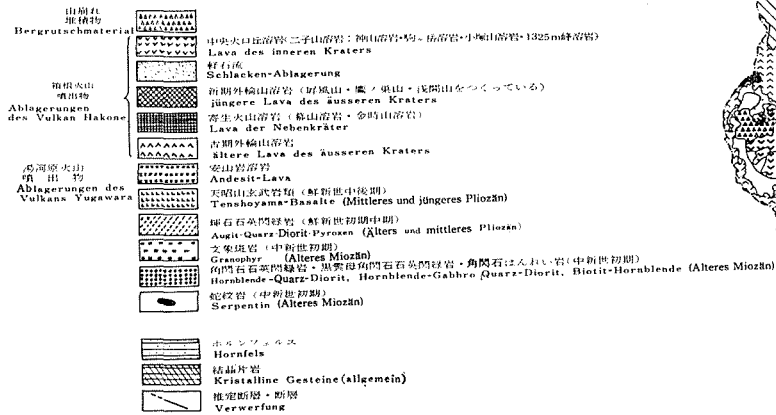 山崩れ
堆積物
Bergrutschmaterial
中央火口丘溶岩(二子山溶岩:神山溶岩・駒ヶ岳溶岩・小塚山溶岩・1325m峰溶岩)
Lava des inneren Kraters
軽石流
Schlacken-Ablagerung
箱根火山
噴出物
Ablagerungen
des Vulkan Hakone
新期外輪山溶岩(屏風山・鷹ノ巣山・浅間山をつくっている)
jüngere Lava des äusseren Kraters
寄生火山溶岩(幕山溶岩・金時山溶岩)
Lava der Nebenkräter
古期外輪山溶岩
ältere Lava des äusseren Kraters
湯河原火山
噴出物
Ablagerungen des
Vulkans Yugawara
安山岩溶岩
Andesit-Lava
天昭山玄武岩類(鮮新世中後期)
Tenshoyama-Basalte (Mittleres und jüngeres Pliozän)
輝石石英閃緑岩(鮮新世初期中期)
Augit-Quarz-Diorit-Pyroxen (Älters und mittleres Pliozän)
文象斑岩(中新世初期)
Granophyr (Älteres Miozän)
角閃石石英閃緑岩・黒雲母角閃石石英閃緑岩・角閃石はんれい岩(中新世初期)
Hornblende-Quarz-Diorit, Hornblende-Gabbro Quarz-Diorit, Biotit-Hornblende (Älteres Miozän)
蛇紋岩(中新世初期)
Serpentin (Älteres Miozän)
ホルンフェルス
Hornfels
結晶片岩
Kristalline Gesteine (allgemein)
推定断層・断層
Verwerfung